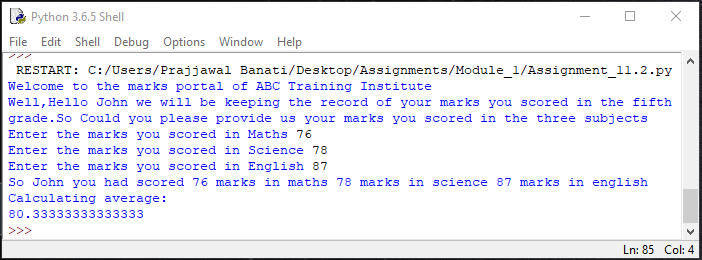 Python 3.6.5 Shell
File Edit Shell Debug Options Window Help
>>>
RESTART: C:/Users/Prajjawal Banati/Desktop/Assignments/Module_1/Assignment_11.2.py
Welcome to the marks portal of ABC Training Institute
Well,Hello John we will be keeping the record of your marks you scored in the fifth
grade.So Could you please provide us your marks you scored in the three subjects
Enter the marks you scored in Maths 76
Enter the marks you scored in Science 78
Enter the marks you scored in English 87
So John you had scored 76 marks in maths 78 marks in science 87 marks in english
Calculating average:
80.33333333333333
>>>
Ln: 85 Col: 4